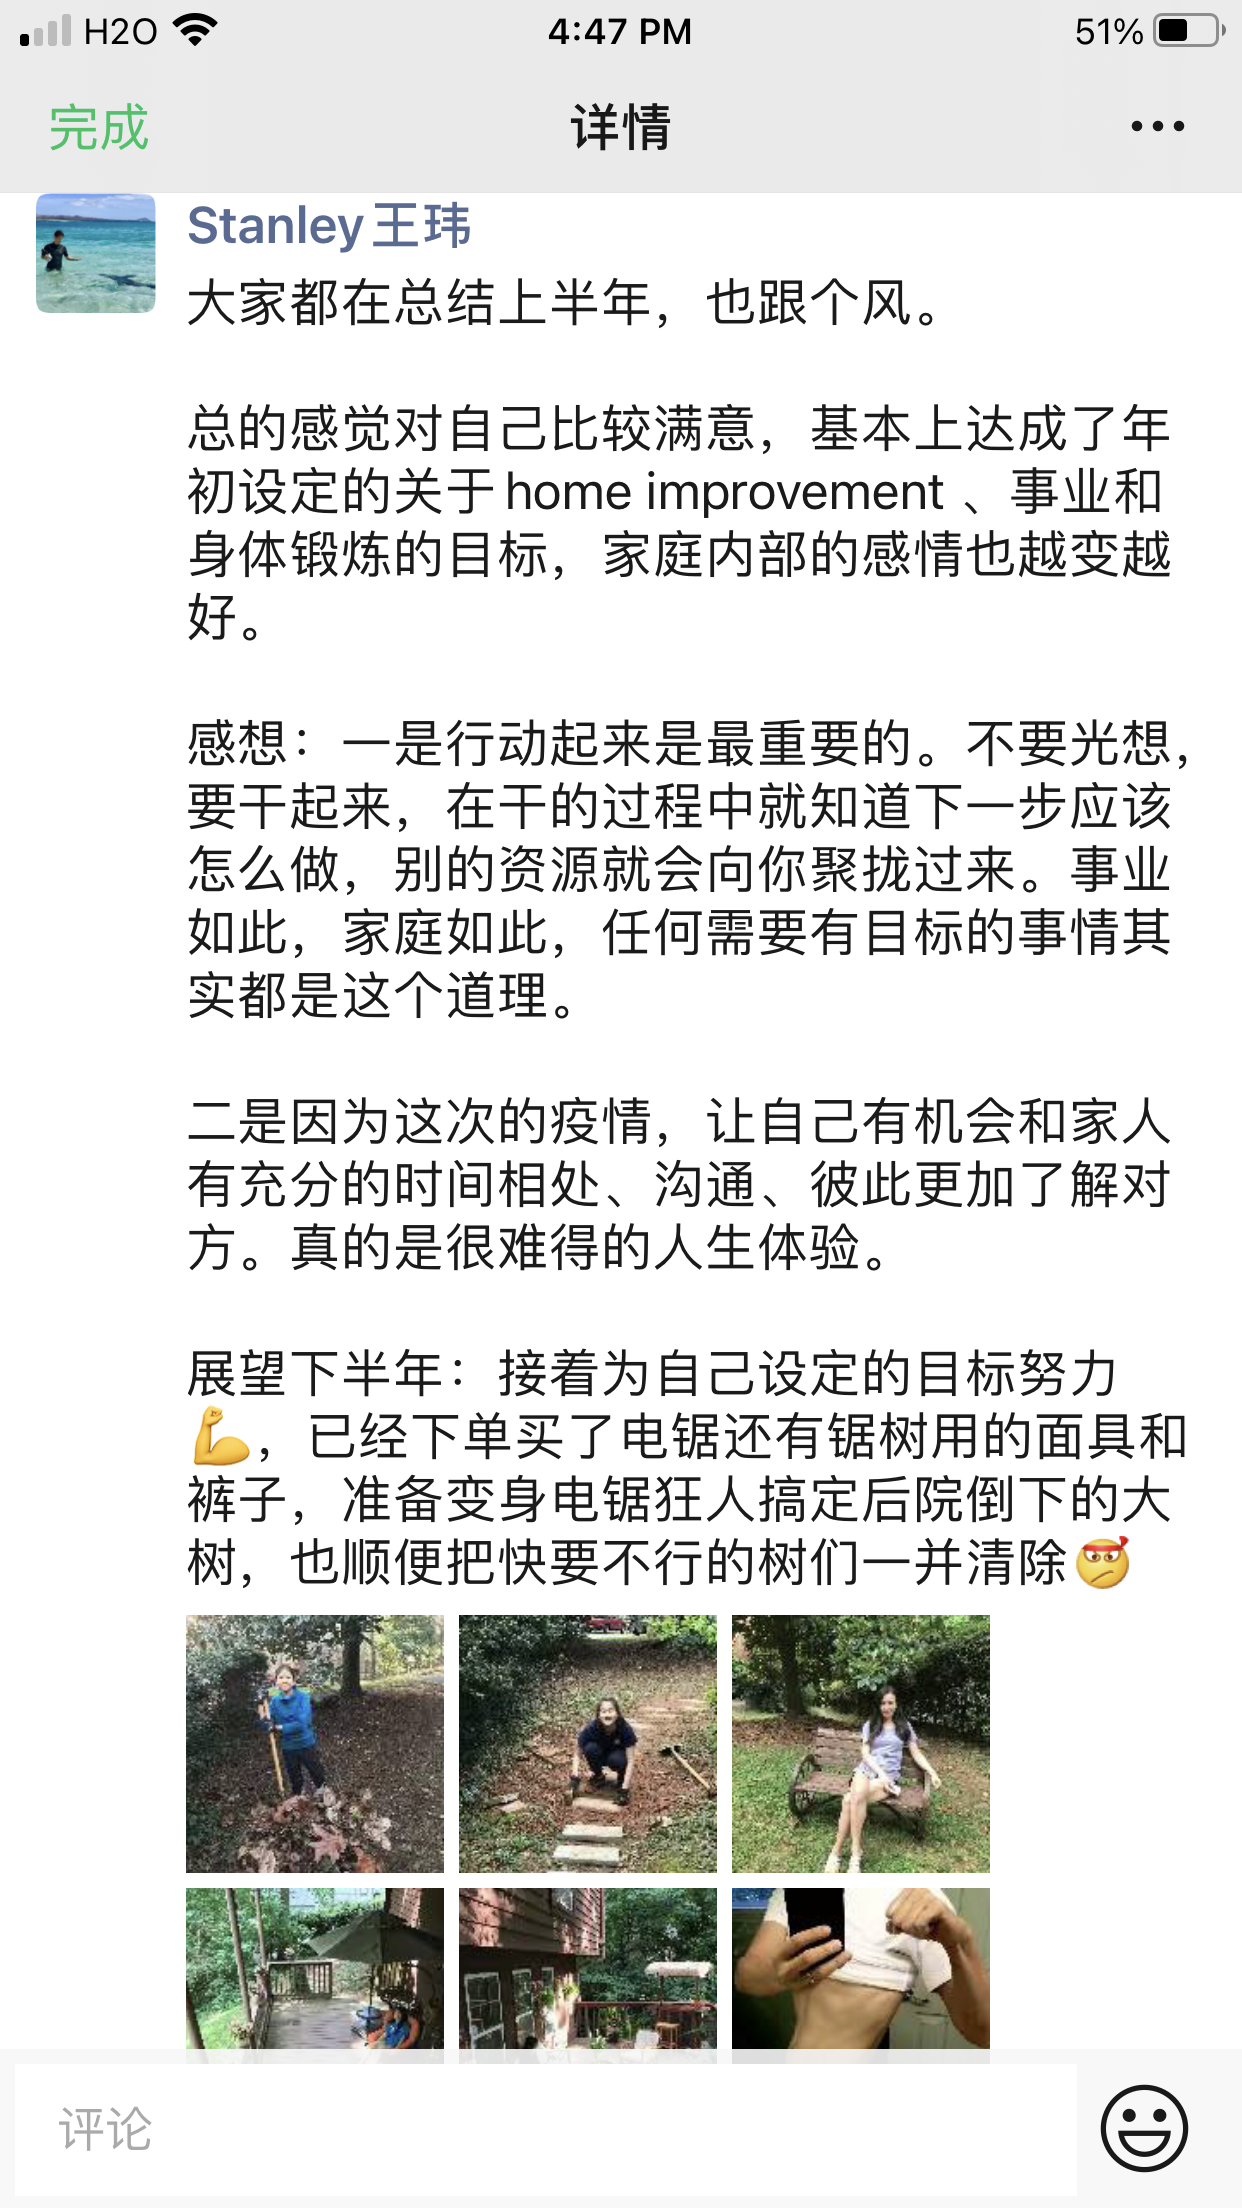 H2O 4:47 PM 51%
完成 详情
Stanley王玮
大家都在总结上半年，也跟个风。
总的感觉对自己比较满意，基本上达成了年
初设定的关于home improvement 、事业和
身体锻炼的目标，家庭内部的感情也越变越
好。
感想：一是行动起来是最重要的。不要光想，
要干起来，在干的过程中就知道下一步应该
怎么做，别的资源就会向你聚拢过来。事业
如此，家庭如此，任何需要有目标的事情其
实都是这个道理。
二是因为这次的疫情，让自己有机会和家人
有充分的时间相处、沟通、彼此更加了解对
方。真的是很难得的人生体验。
展望下半年：接着为自己设定的目标努力
💪，已经下单买了电锯还有锯树用的面具和
裤子，准备变身电锯狂人搞定后院倒下的大
树，也顺便把快要不行的树们一并清除
评论